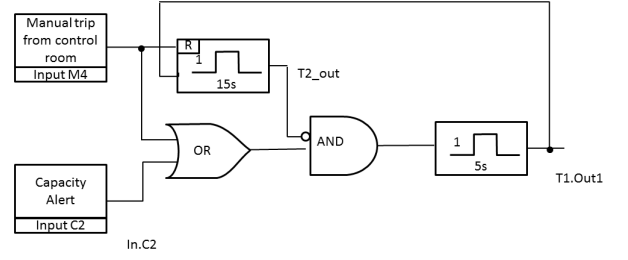 Manual trip
from control
room
Input M4
R
1
15s
T2_out
OR
AND
1
5s
T1.Out1
Capacity
Alert
Input C2
In.C2